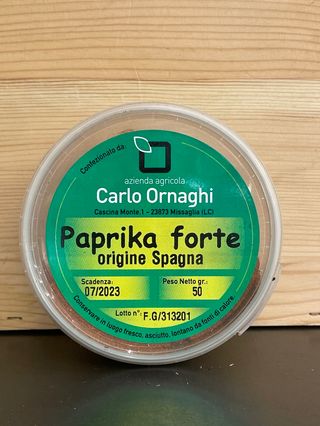 Confezionato da:
azienda agricola
Carlo Ornaghi
Cascina Monte,1 - 23873 Missaglia (LC)
Paprika forte
origine Spagna
Scadenza: Peso Netto gr.:
07/2023 50
Lotto n°: F.G/313201
Conservare in luogo fresco, asciutto, lontano da fonti di calore